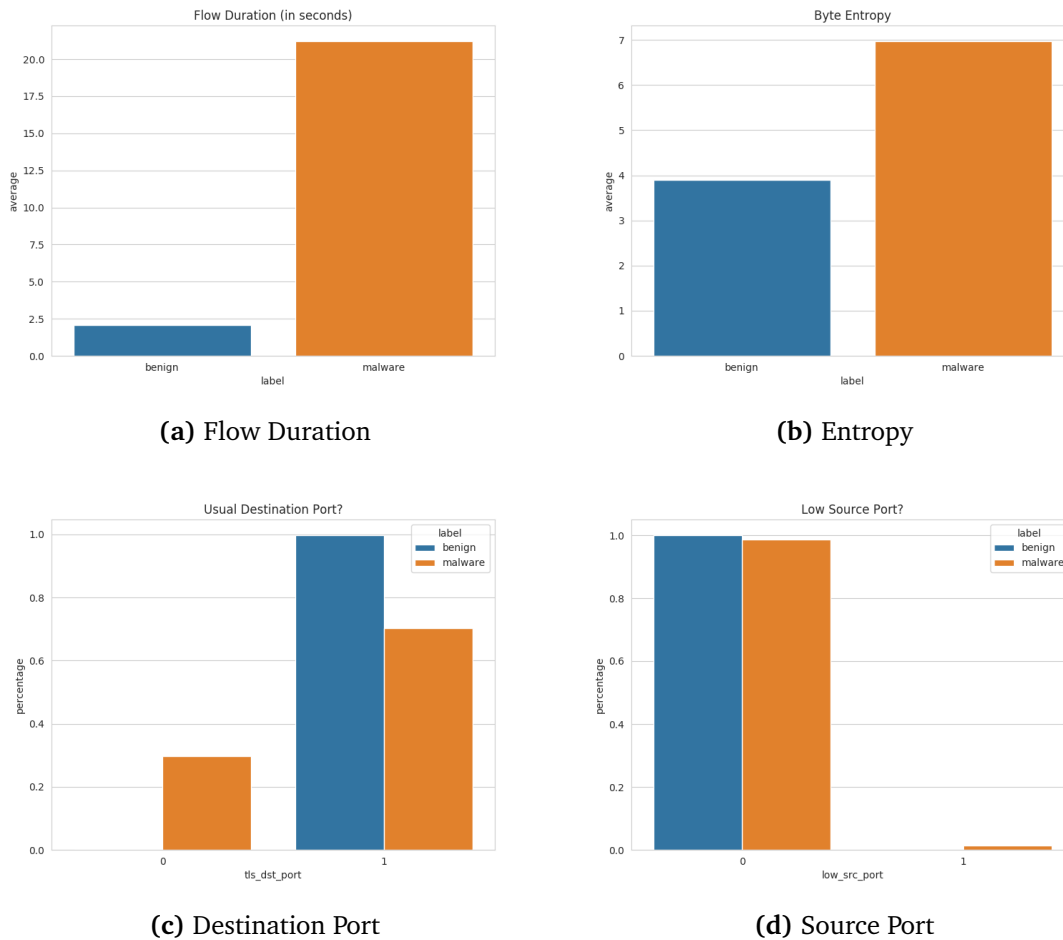 Flow Duration (in seconds)
20.0
17.5
15.0
12.5
10.0
7.5
5.0
2.5
0.0
average
benign malware
label
(a) Flow Duration
Byte Entropy
7
6
5
4
3
2
1
0
average
benign malware
label
(b) Entropy
Usual Destination Port?
label
benign
malware
1.0
0.8
0.6
0.4
0.2
0.0
percentage
0 1
tls_dst_port
(c) Destination Port
Low Source Port?
label
benign
malware
1.0
0.8
0.6
0.4
0.2
0.0
percentage
0 1
low_src_port
(d) Source Port